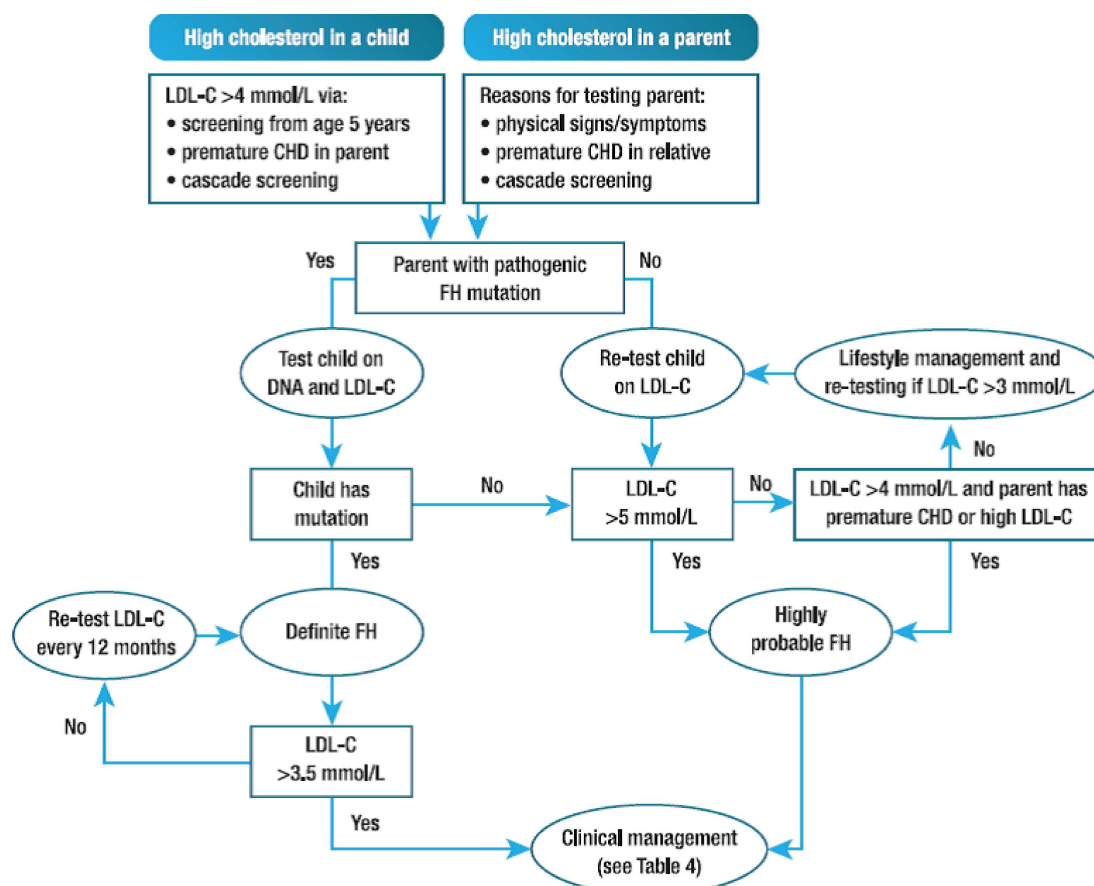 High cholesterol in a child
High cholesterol in a parent
LDL-C >4 mmol/L via:
• screening from age 5 years
• premature CHD in parent
• cascade screening
Reasons for testing parent:
• physical signs/symptoms
• premature CHD in relative
• cascade screening
Yes
Parent with pathogenic
FH mutation
No
Test child on
DNA and LDL-C
Re-test child
on LDL-C
Lifestyle management and
re-testing if LDL-C >3 mmol/L
No
Child has
mutation
No
LDL-C
>5 mmol/L
No
LDL-C >4 mmol/L and parent has
premature CHD or high LDL-C
Yes
Yes
Yes
Re-test LDL-C
every 12 months
Definite FH
Highly
probable FH
No
LDL-C
>3.5 mmol/L
Yes
Clinical management
(see Table 4)